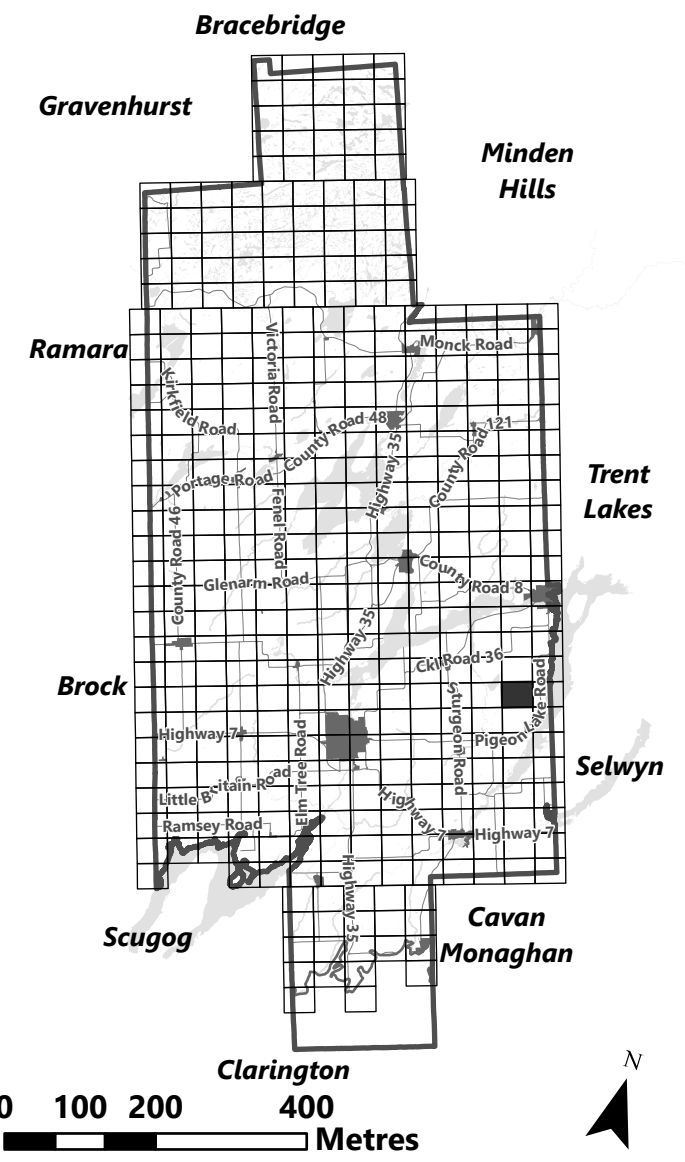 Bracebridge
Gravenhurst
Minden
Hills
Ramara
Victoria Road
Monck Road
Kirkfield Road
County Road 48
County Road 121
Highway 35
Portage Road
Trent
Lakes
Fenel Road
County Road 46
County Road 8
Glenarm Road
Highway 35
Ckl Road 36
Brock
Sturgeon Road
Pigeon Lake Road
Highway 7
Elm Tree Road
Selwyn
Little Britain Road
Highway 7
Ramsey Road
Highway 7
Highway 35
Scugog
Cavan
Monaghan
Clarington
N
0 100 200 400
Metres